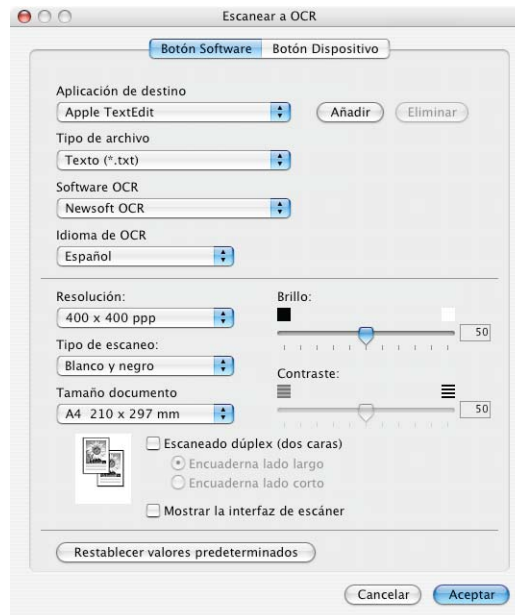 Escanear a OCR
Botón Software Botón Dispositivo
Aplicación de destino
Apple TextEdit Añadir Eliminar
Tipo de archivo
Texto (*.txt)
Software OCR
Newsoft OCR
Idioma de OCR
Español
Resolución: Brillo:
400 x 400 ppp 50
Tipo de escaneo:
Blanco y negro Contraste:
Tamaño documento
A4 210 x 297 mm 50
Escaneado dúplex (dos caras)
Encuaderna lado largo
Encuaderna lado corto
Mostrar la interfaz de escáner
Restablecer valores predeterminados
Cancelar Aceptar